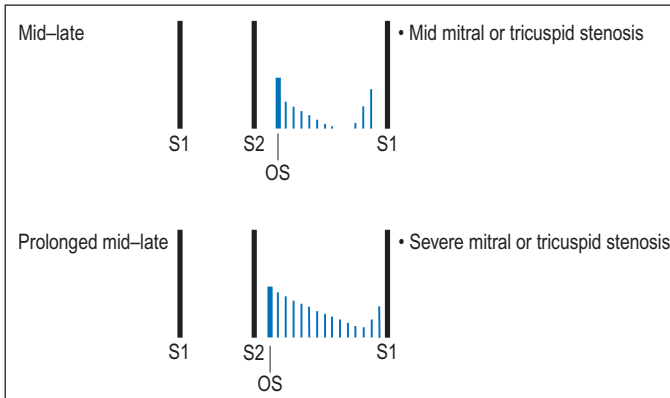 Mid–late
• Mid mitral or tricuspid stenosis
S1 S2 S1
OS
Prolonged mid–late
• Severe mitral or tricuspid stenosis
S1 S2 S1
OS